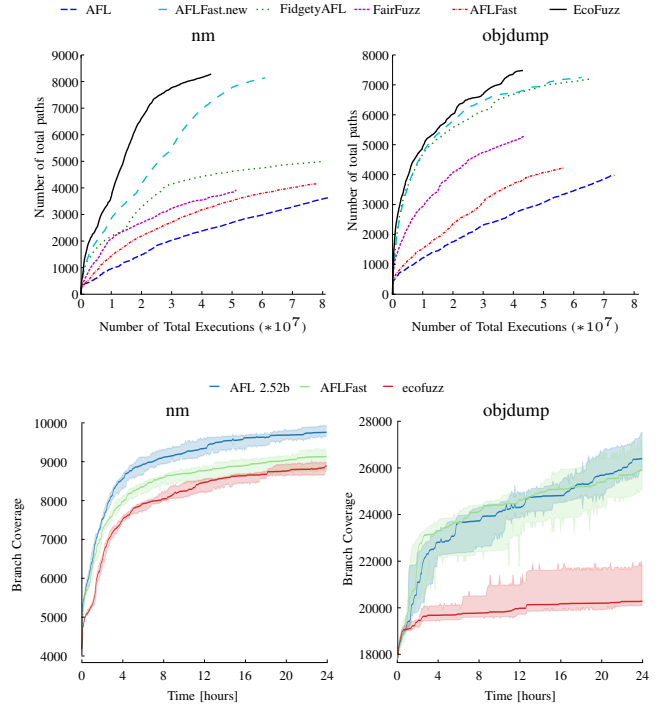 AFL AFLFast.new FidgetyAFL FairFuzz AFLFast EcoFuzz
nm
objdump
Number of total paths
9000
8000
7000
6000
5000
4000
3000
2000
1000
0
0 1 2 3 4 5 6 7 8
Number of Total Executions (*10^7)
Number of total paths
8000
7000
6000
5000
4000
3000
2000
1000
0
0 1 2 3 4 5 6 7 8
Number of Total Executions (*10^7)
AFL 2.52b AFLFast ecofuzz
nm
objdump
Branch Coverage
10000
9000
8000
7000
6000
5000
4000
0 4 8 12 16 20 24
Time [hours]
Branch Coverage
28000
26000
24000
22000
20000
18000
0 4 8 12 16 20 24
Time [hours]